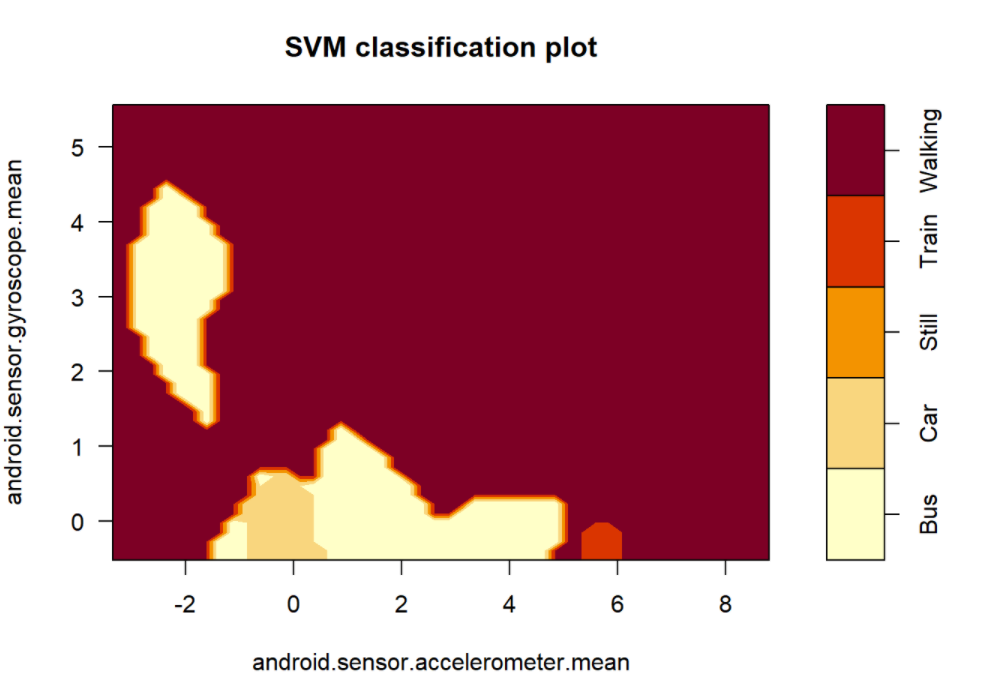 SVM classification plot
android.sensor.gyroscope.mean
5
4
3
2
1
0
-2
0
2
4
6
8
android.sensor.accelerometer.mean
Walking
Train
Still
Car
Bus